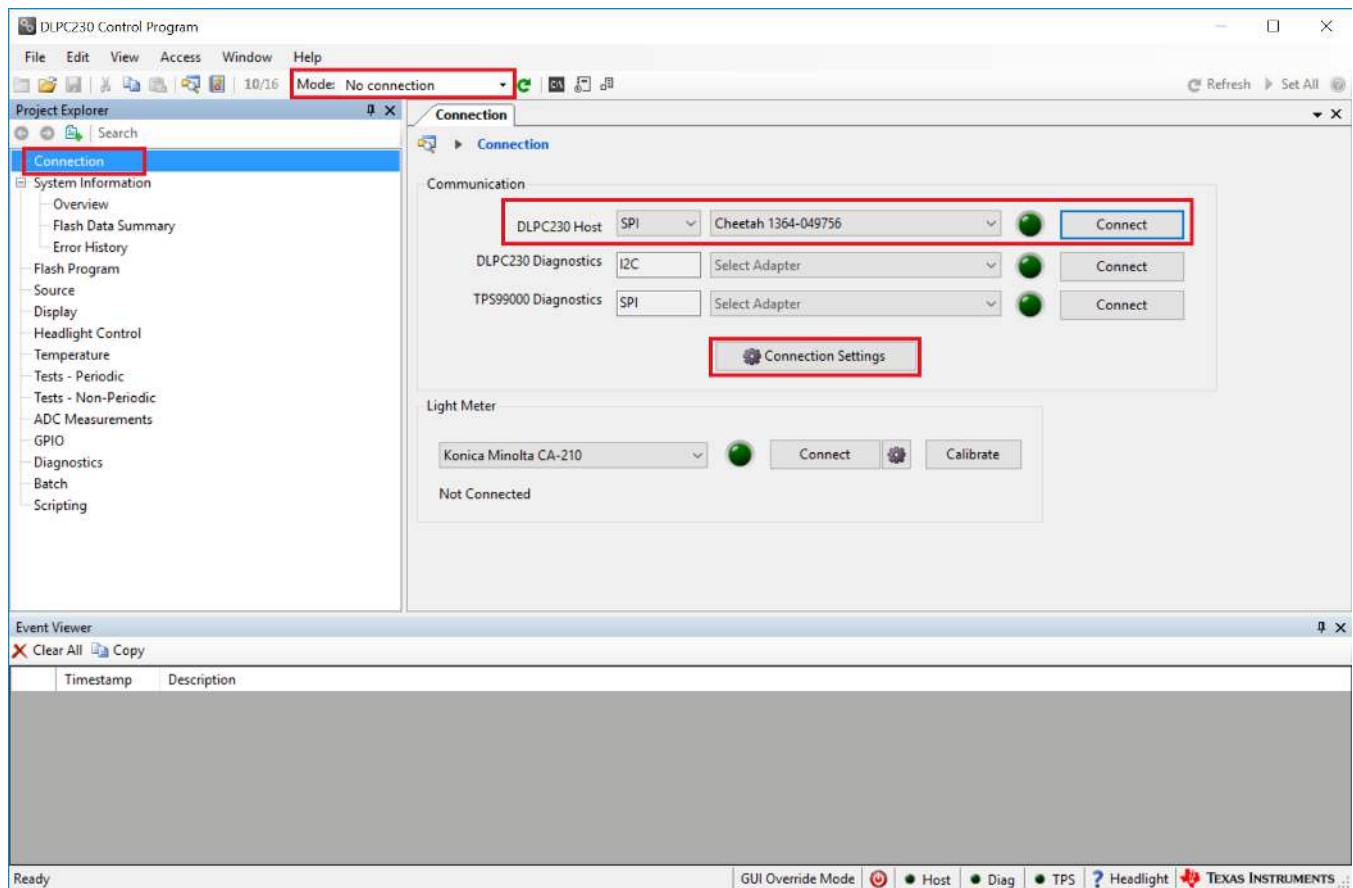 DLPC230 Control Program
File Edit View Access Window Help
10/16 Mode: No connection Refresh Set All
Project Explorer
Search
Connection
System Information
Overview
Flash Data Summary
Error History
Flash Program
Source
Display
Headlight Control
Temperature
Tests - Periodic
Tests - Non-Periodic
ADC Measurements
GPIO
Diagnostics
Batch
Scripting
Connection
Connection
Communication
DLPC230 Host SPI Cheetah 1364-049756 Connect
DLPC230 Diagnostics I2C Select Adapter Connect
TPS99000 Diagnostics SPI Select Adapter Connect
Connection Settings
Light Meter
Konica Minolta CA-210 Connect Calibrate
Not Connected
Event Viewer
Clear All Copy
Timestamp Description
Ready GUI Override Mode Host Diag TPS ? Headlight TEXAS INSTRUMENTS